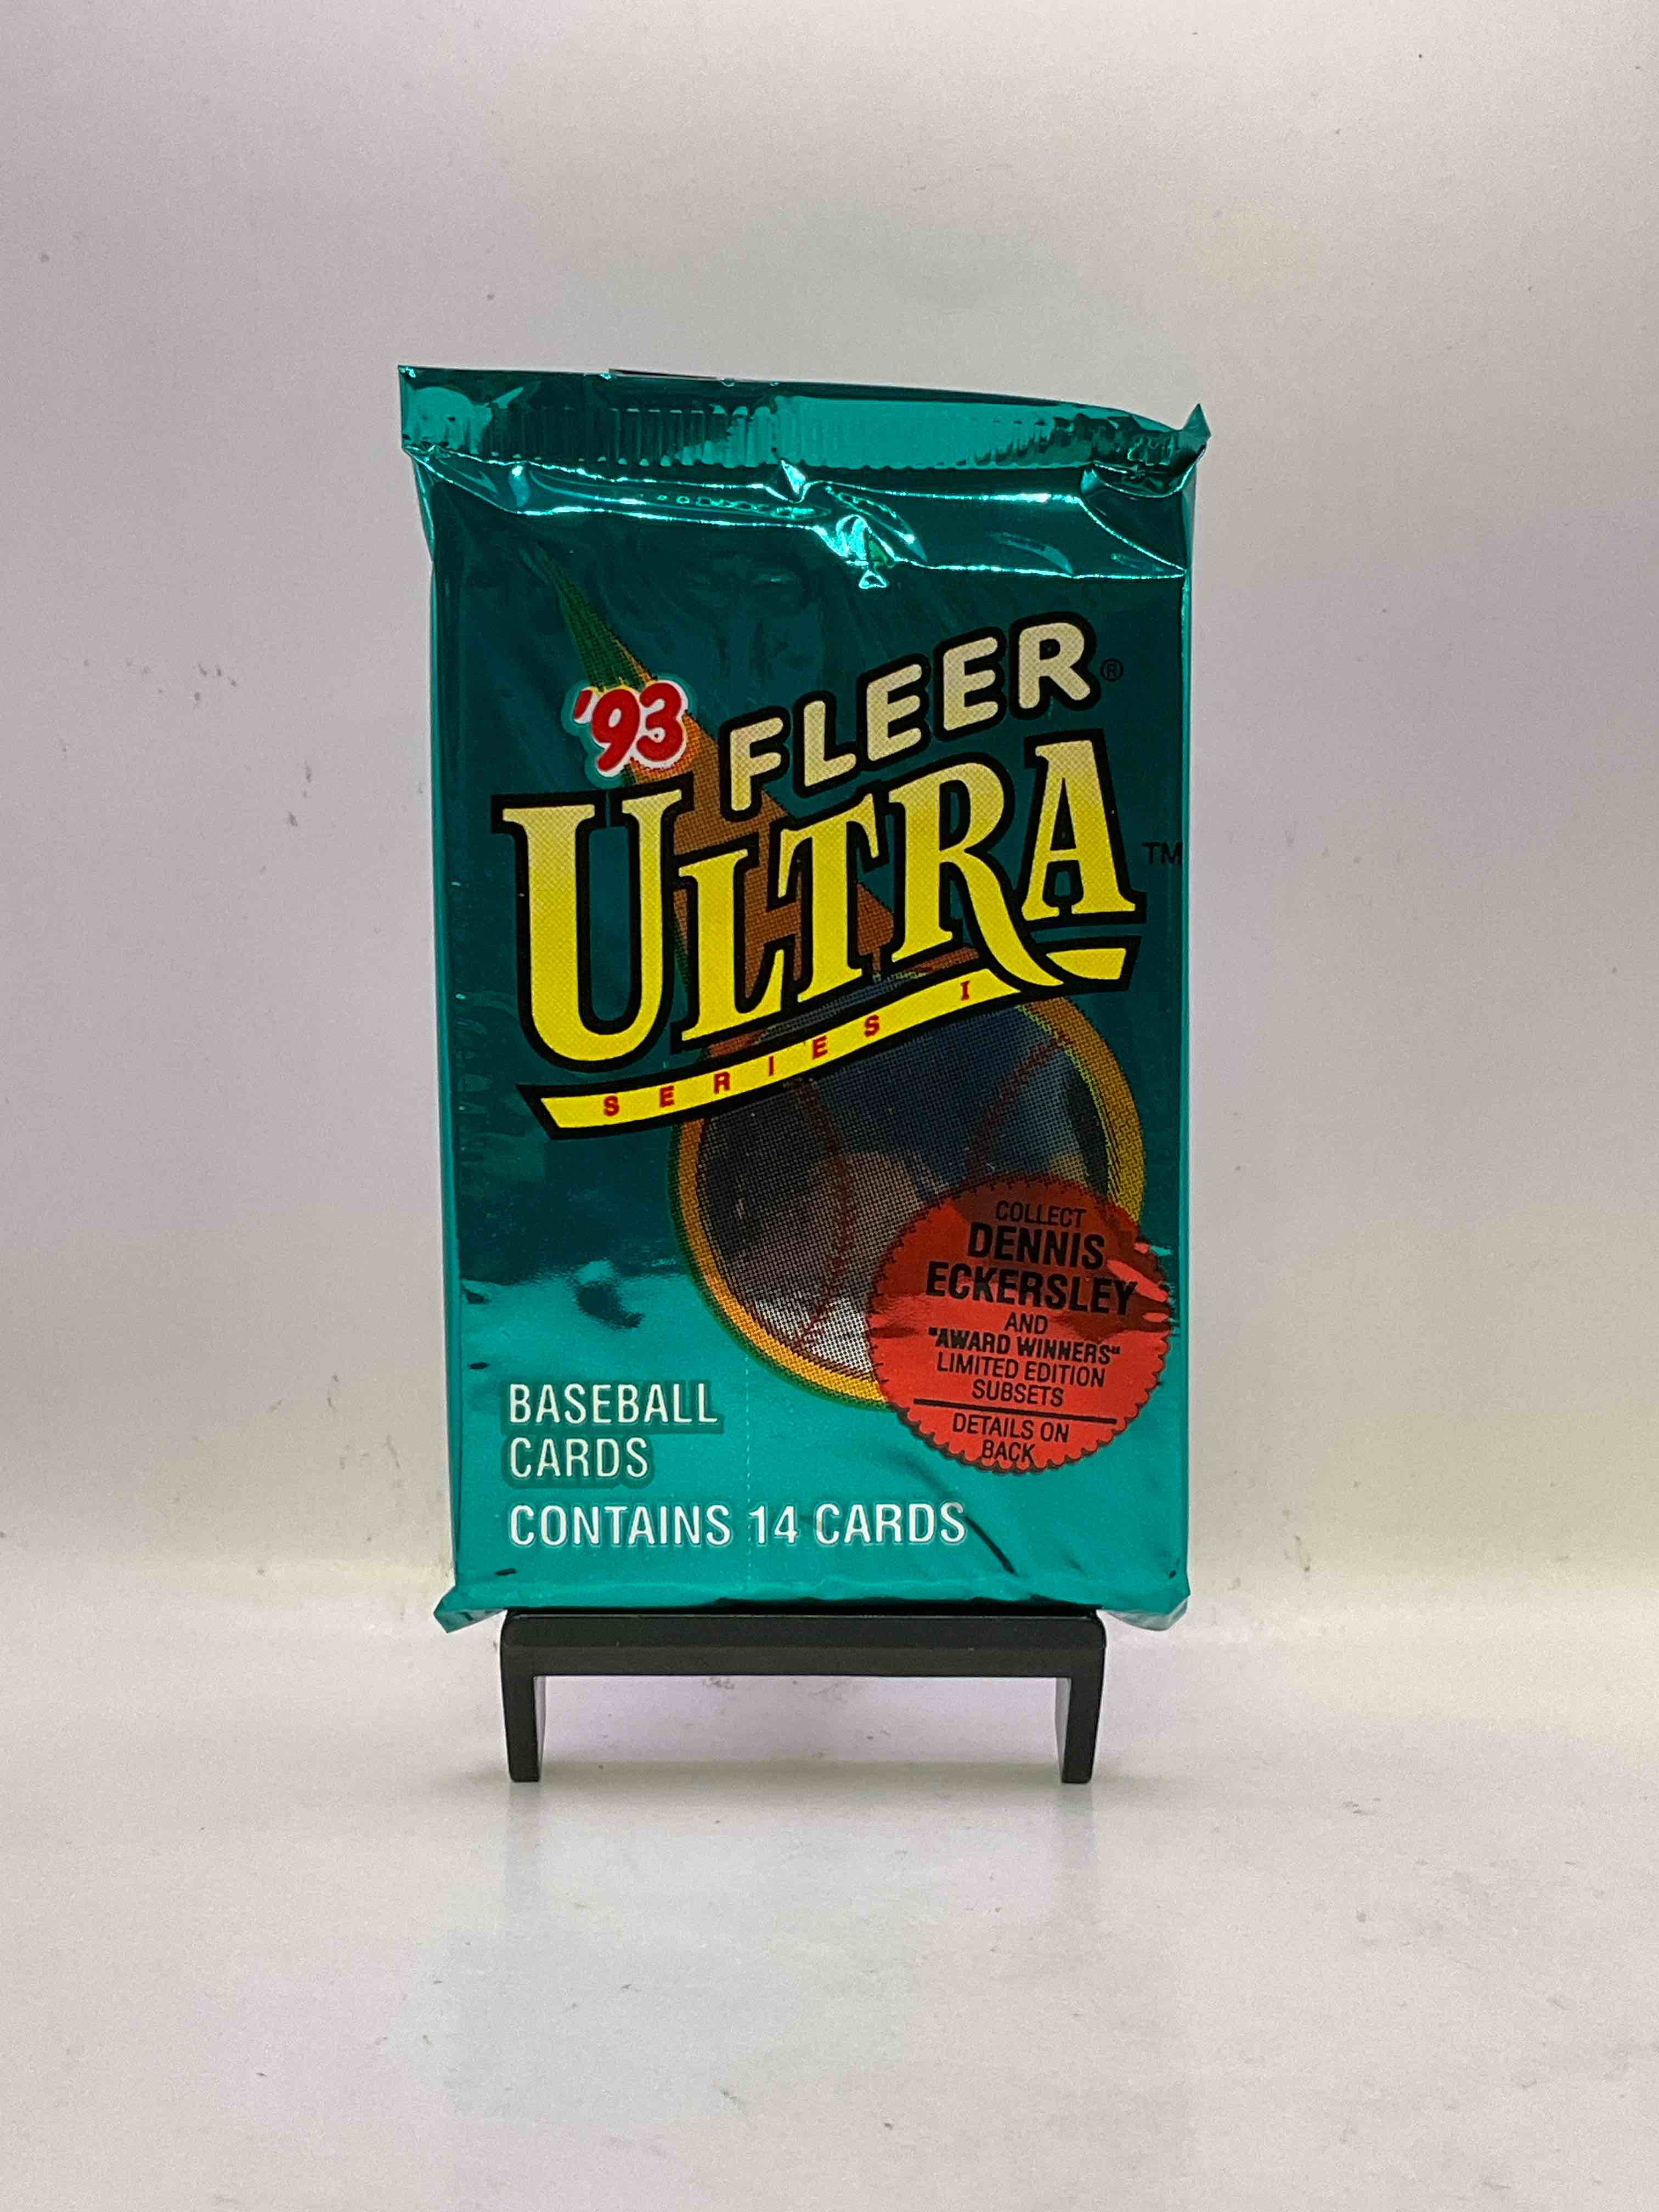 '93
FLEER®
ULTRA™
SERIES I
COLLECT
DENNIS
ECKERSLEY
AND
"AWARD WINNERS"
LIMITED EDITION
SUBSETS
DETAILS ON
BACK
BASEBALL
CARDS
CONTAINS 14 CARDS